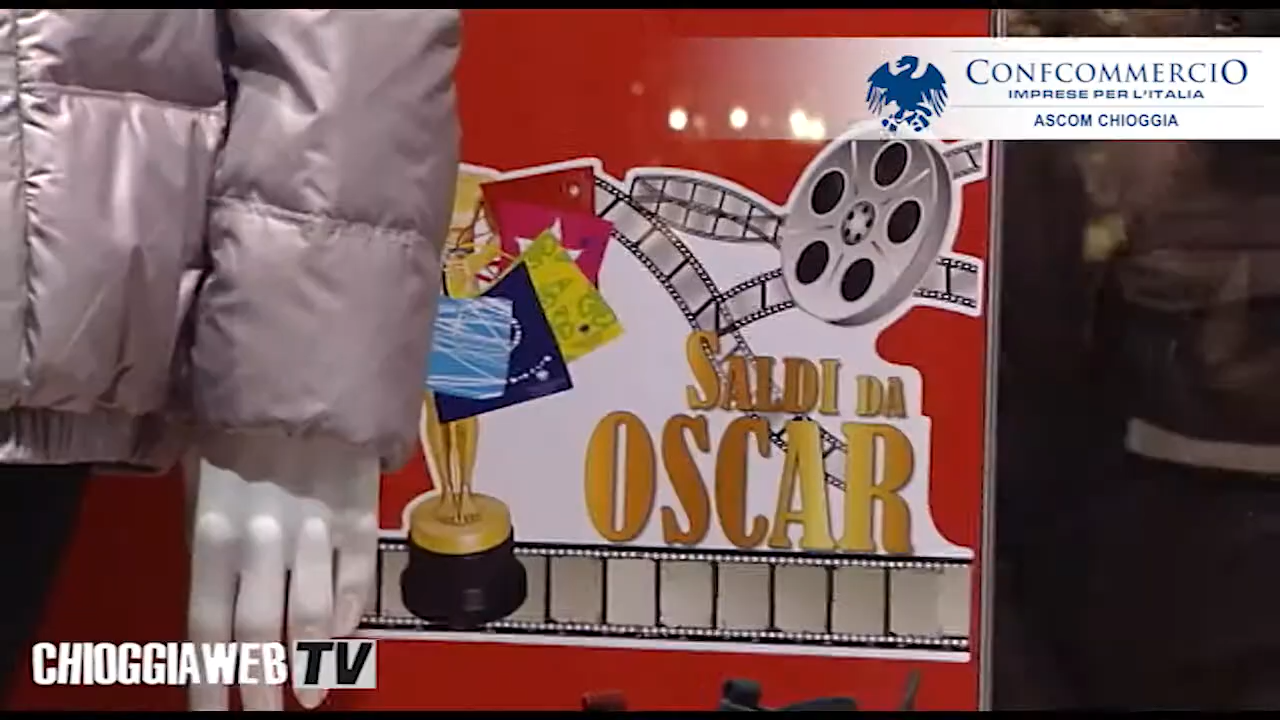 CONFCOMMERCIO
IMPRESE PER L'ITALIA
ASCOM CHIOGGIA
SALDI DA
OSCAR
CHIOGGIAWEB TV